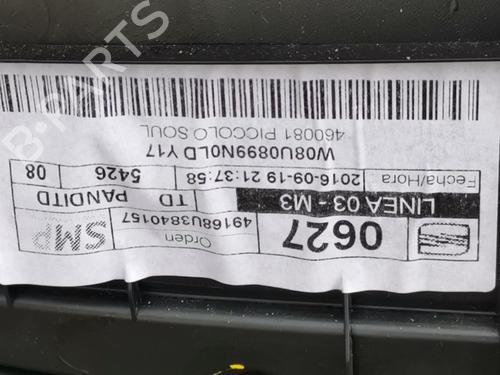 0627
Orden
49168U3840157
SMP
LINEA 03 - M3
TD
PANDITD
Fecha/Hora
2016-09-19 21:37:58
5426
08
W08U0899N0LD Y17
460081 PICCOLO SOUL
B-PARTS